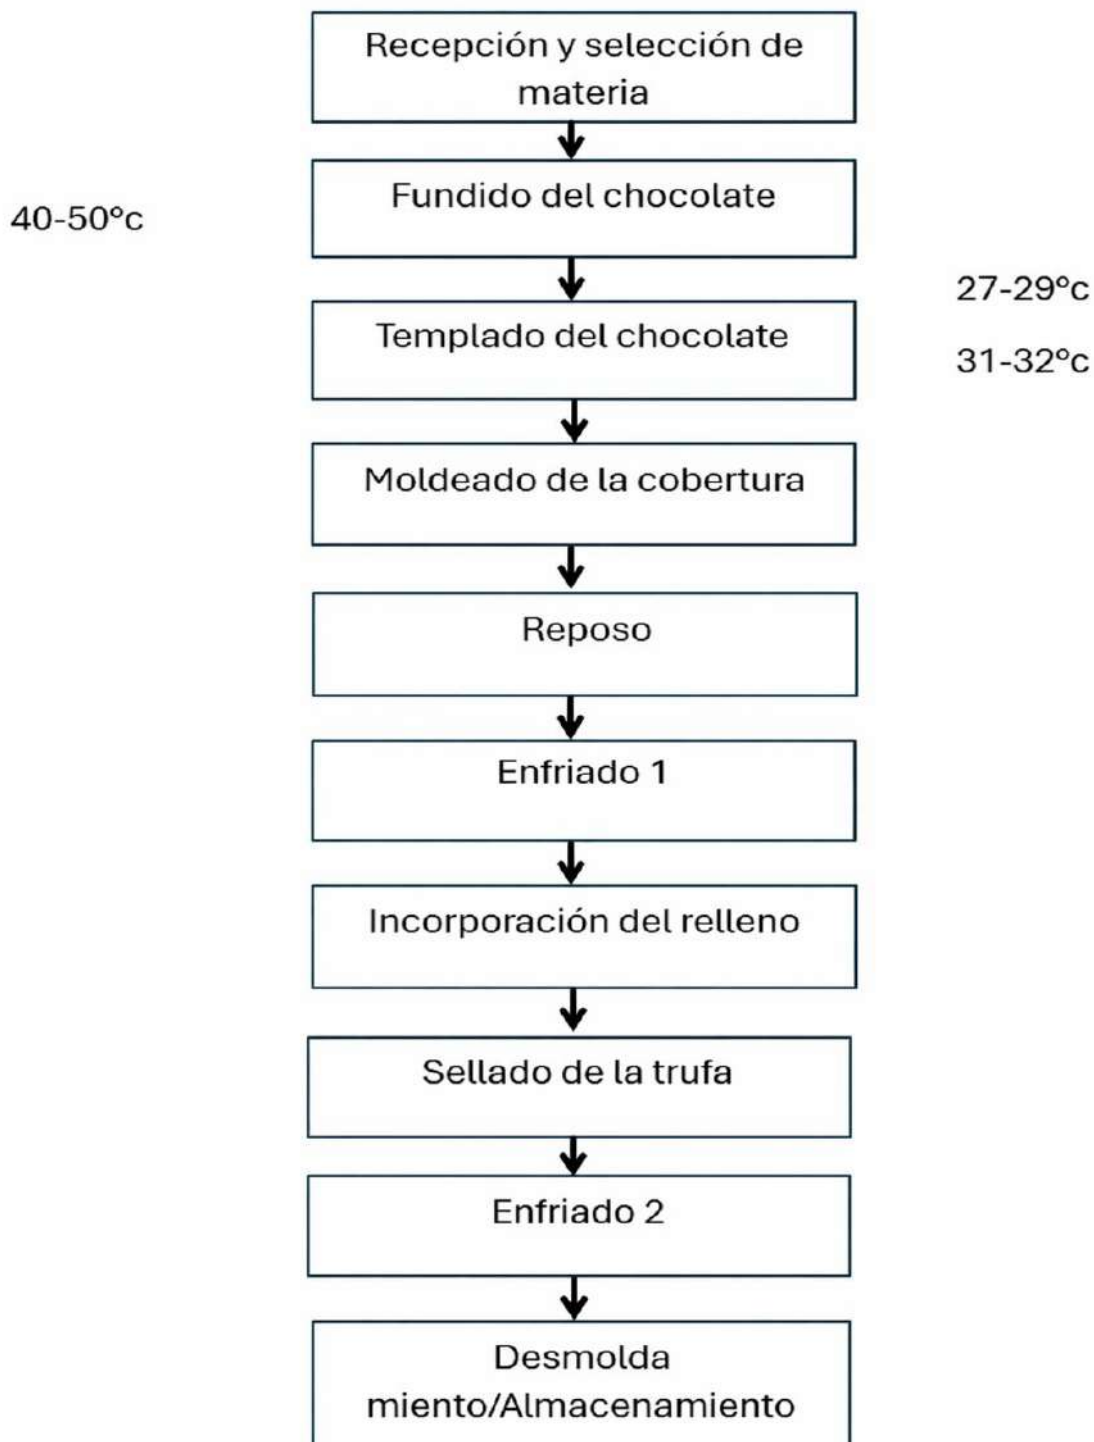 Recepción y selección de
materia
Fundido del chocolate
40-50°c
27-29°c
Templado del chocolate
31-32°c
Moldeado de la cobertura
Reposo
Enfriado 1
Incorporación del relleno
Sellado de la trufa
Enfriado 2
Desmolda
miento/Almacenamiento